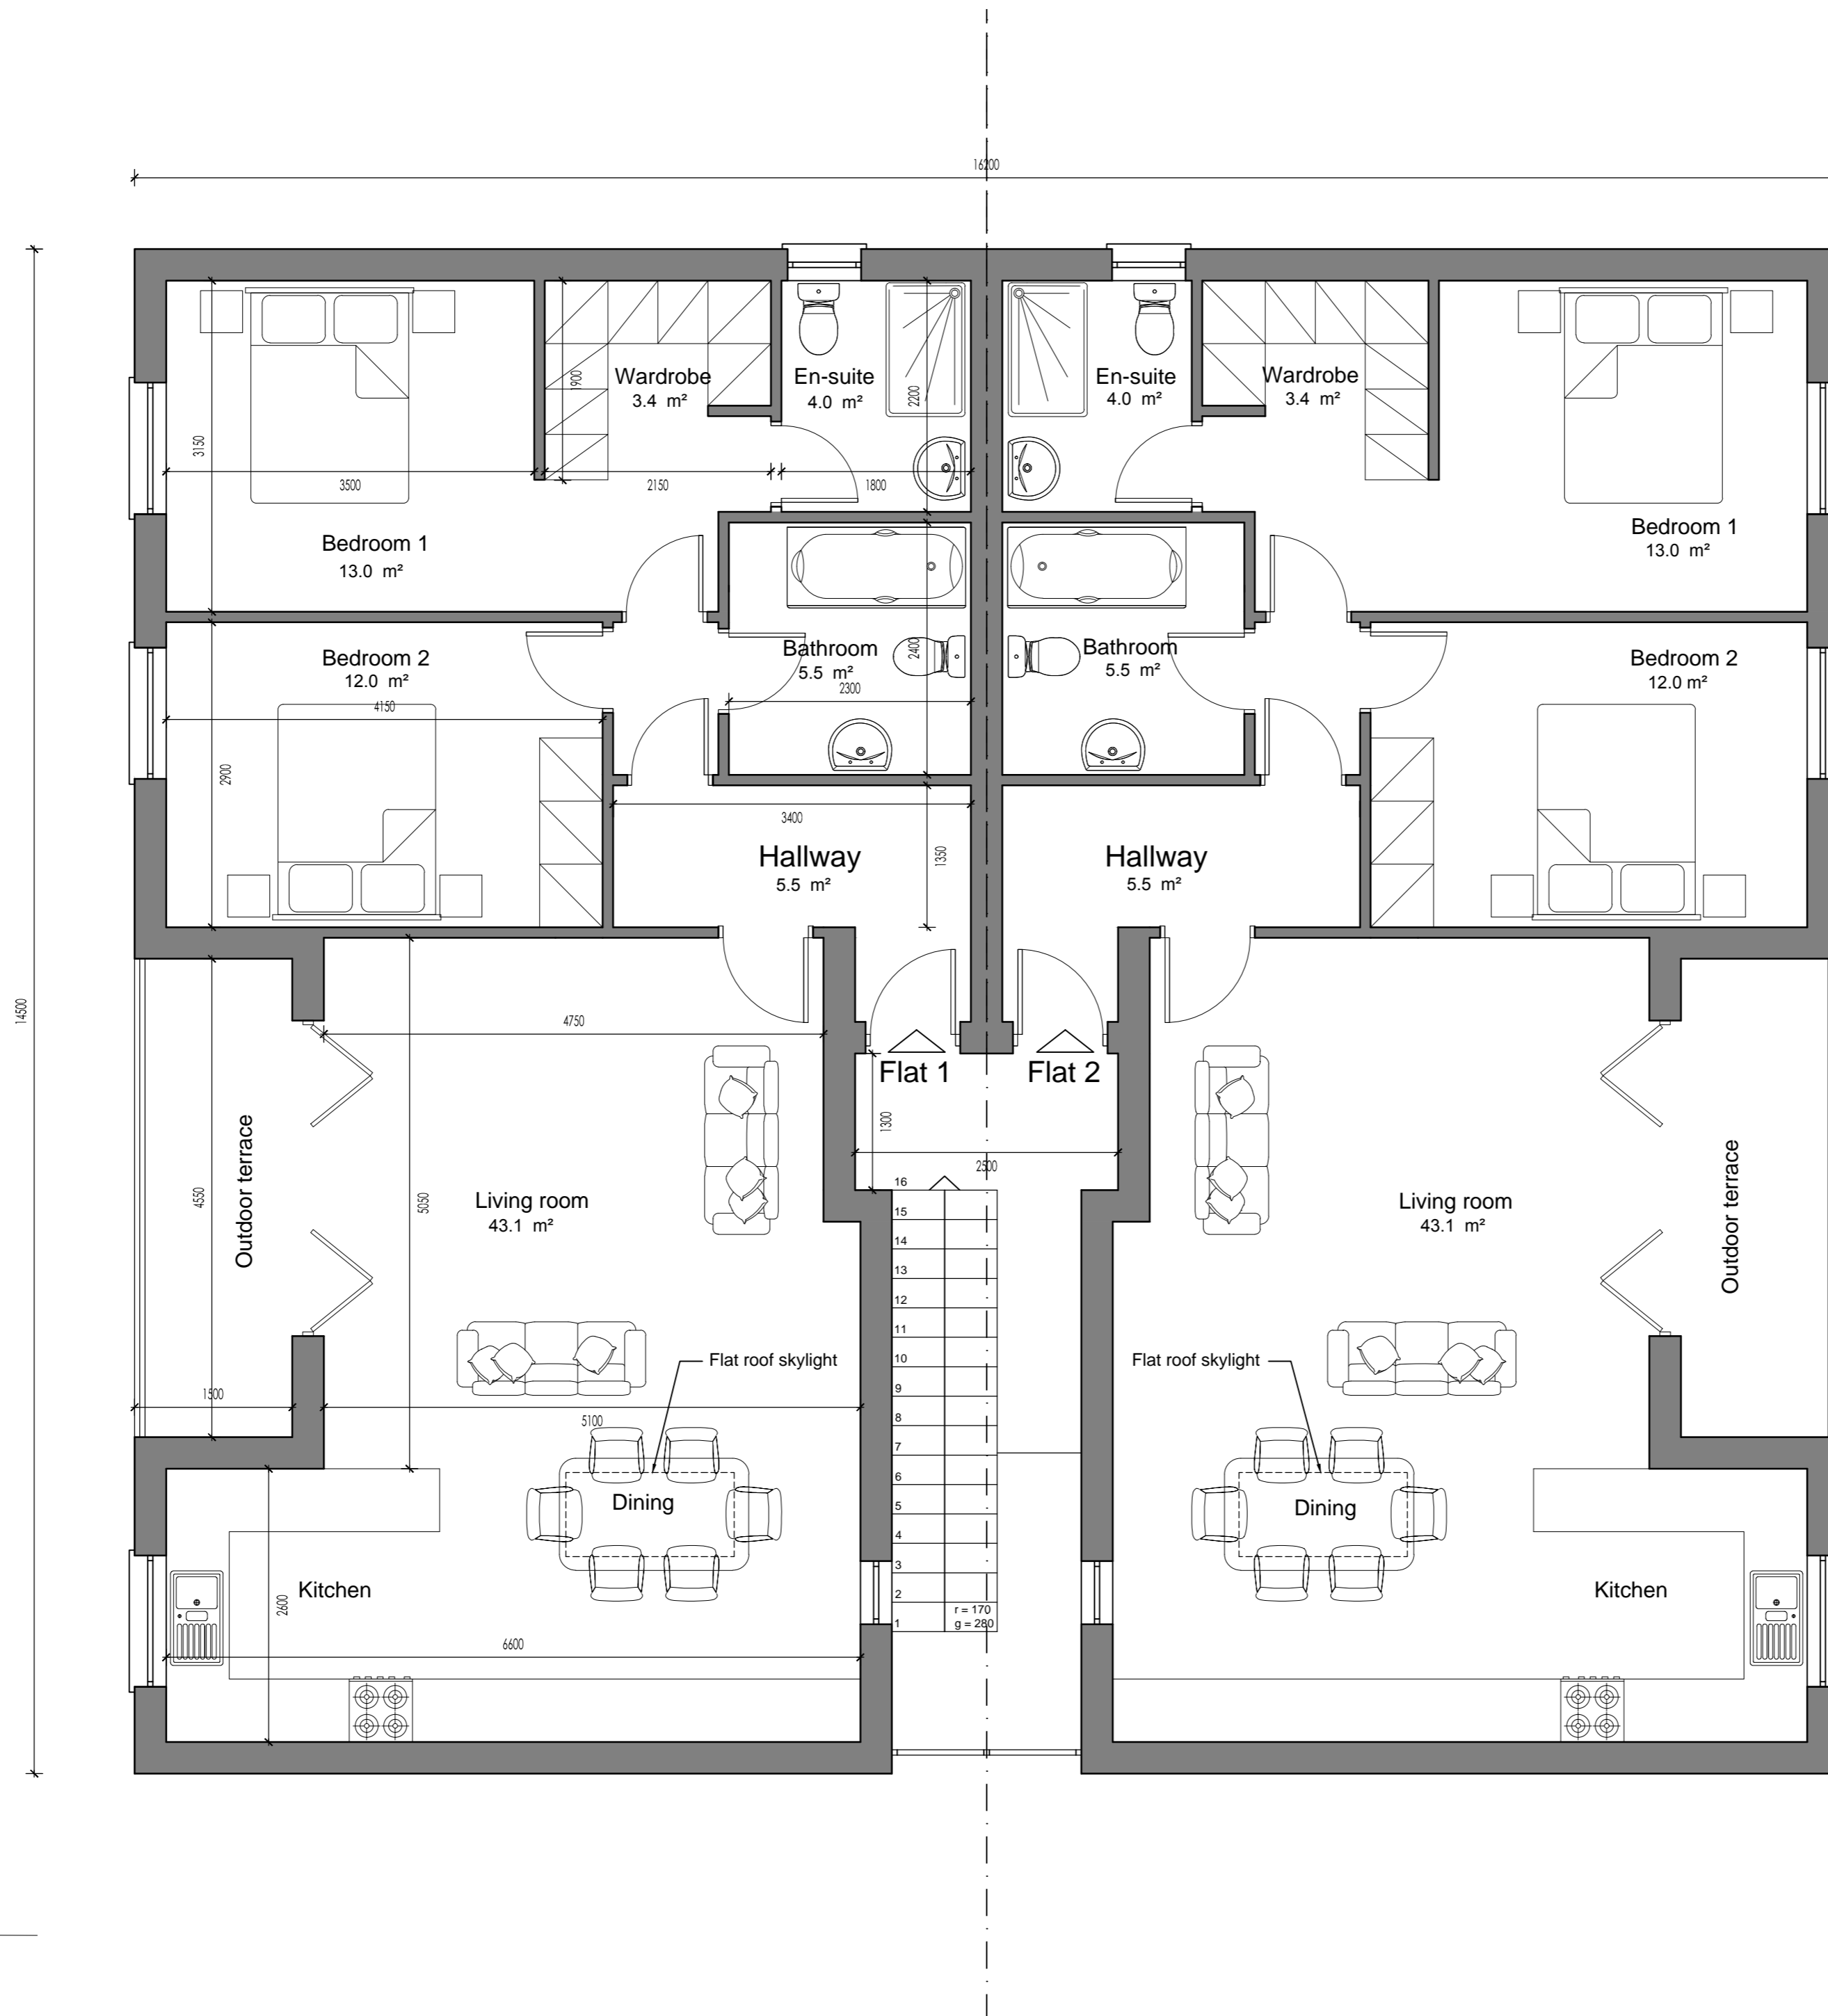 16200
Wardrobe
3.4 m²
En-suite
4.0 m²
En-suite
4.0 m²
Wardrobe
3.4 m²
1900
2200
3150
3500
2150
1800
Bedroom 1
13.0 m²
Bedroom 1
13.0 m²
Bedroom 2
12.0 m²
4150
Bathroom
5.5 m²
2400
2300
Bathroom
5.5 m²
Bedroom 2
12.0 m²
2900
3400
Hallway
5.5 m²
1350
Hallway
5.5 m²
14500
4750
Flat 1
Flat 2
1300
2500
Outdoor terrace
4550
5050
Living room
43.1 m²
Living room
43.1 m²
Outdoor terrace
16
15
14
13
12
11
10
9
8
7
6
5
4
3
2
1
r = 170
g = 280
Flat roof skylight
Flat roof skylight
1500
5100
Dining
Dining
Kitchen
2600
6600
Kitchen